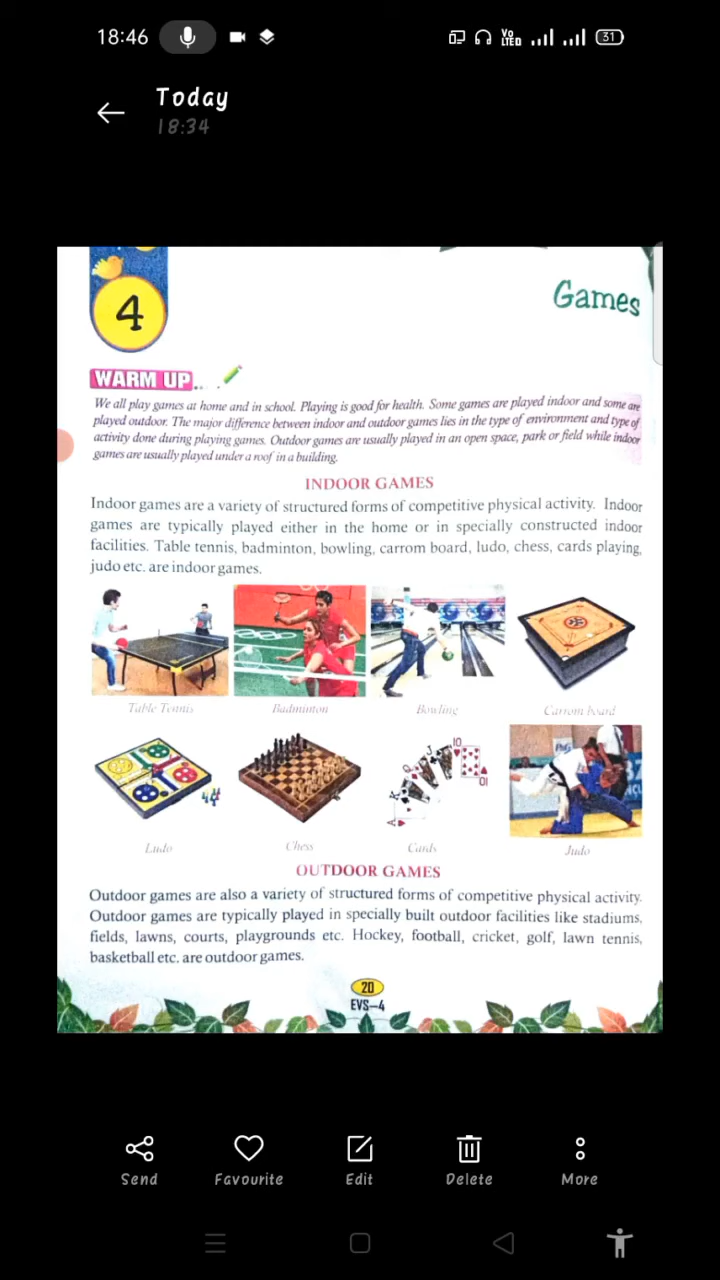 18:46
Vo
LTED
31
Today
18:34
4
Games
WARM UP...
We all play games at home and in school. Playing is good for health. Some games are played indoor and some are
played outdoor. The major difference between indoor and outdoor games lies in the type of environment and type of
activity done during playing games. Outdoor games are usually played in an open space, park or field while indoor
games are usually played under a roof in a building.
INDOOR GAMES
Indoor games are a variety of structured forms of competitive physical activity. Indoor
games are typically played either in the home or in specially constructed indoor
facilities. Table tennis, badminton, bowling, carrom board, ludo, chess, cards playing,
judo etc. are indoor games.
Table Tennis Badminton Bowling Carrom board
A K Q J 10
10
Ludo Chess Cards Judo
OUTDOOR GAMES
Outdoor games are also a variety of structured forms of competitive physical activity.
Outdoor games are typically played in specially built outdoor facilities like stadiums,
fields, lawns, courts, playgrounds etc. Hockey, football, cricket, golf, lawn tennis,
basketball etc. are outdoor games.
20
EVS–4
Send Favourite Edit Delete More